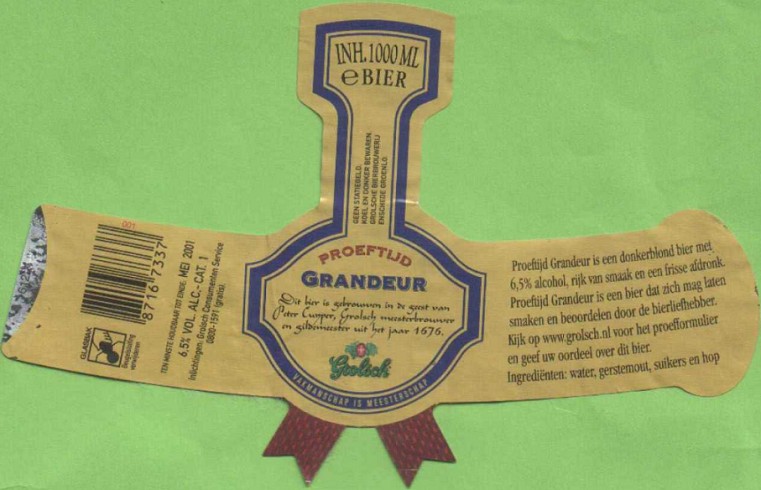 INH. 1000 ML
℮ BIER
GEEN STATIEGELD.
KOEL EN DONKER BEWAREN.
GROLSCHE BIERBROUWERIJ
ENSCHEDE GROENLO.
PROEFTIJD
GRANDEUR
Dit bier is gebrouwen in de geest van
Peter Cuyper, Grolsch meesterbrouwer
en gildemeester uit het jaar 1676.
Grolsch
VAKMANSCHAP IS MEESTERSCHAP
001
8716 7337
GLASBAK
TEN MINSTE HOUDBAAR TOT EINDE: MEI 2001
6,5% VOL. ALC. - CAT. 1
Inlichtingen: Grolsch Consumenten Service
0800-1591 (gratis)
Proeftijd Grandeur is een donkerblond bier met
6,5% alcohol, rijk van smaak en een frisse afdronk.
Proeftijd Grandeur is een bier dat zich mag laten
smaken en beoordelen door de bierliefhebber.
Kijk op www.grolsch.nl voor het proefformulier
en geef uw oordeel over dit bier.
Ingrediënten: water, gerstemout, suikers en hop